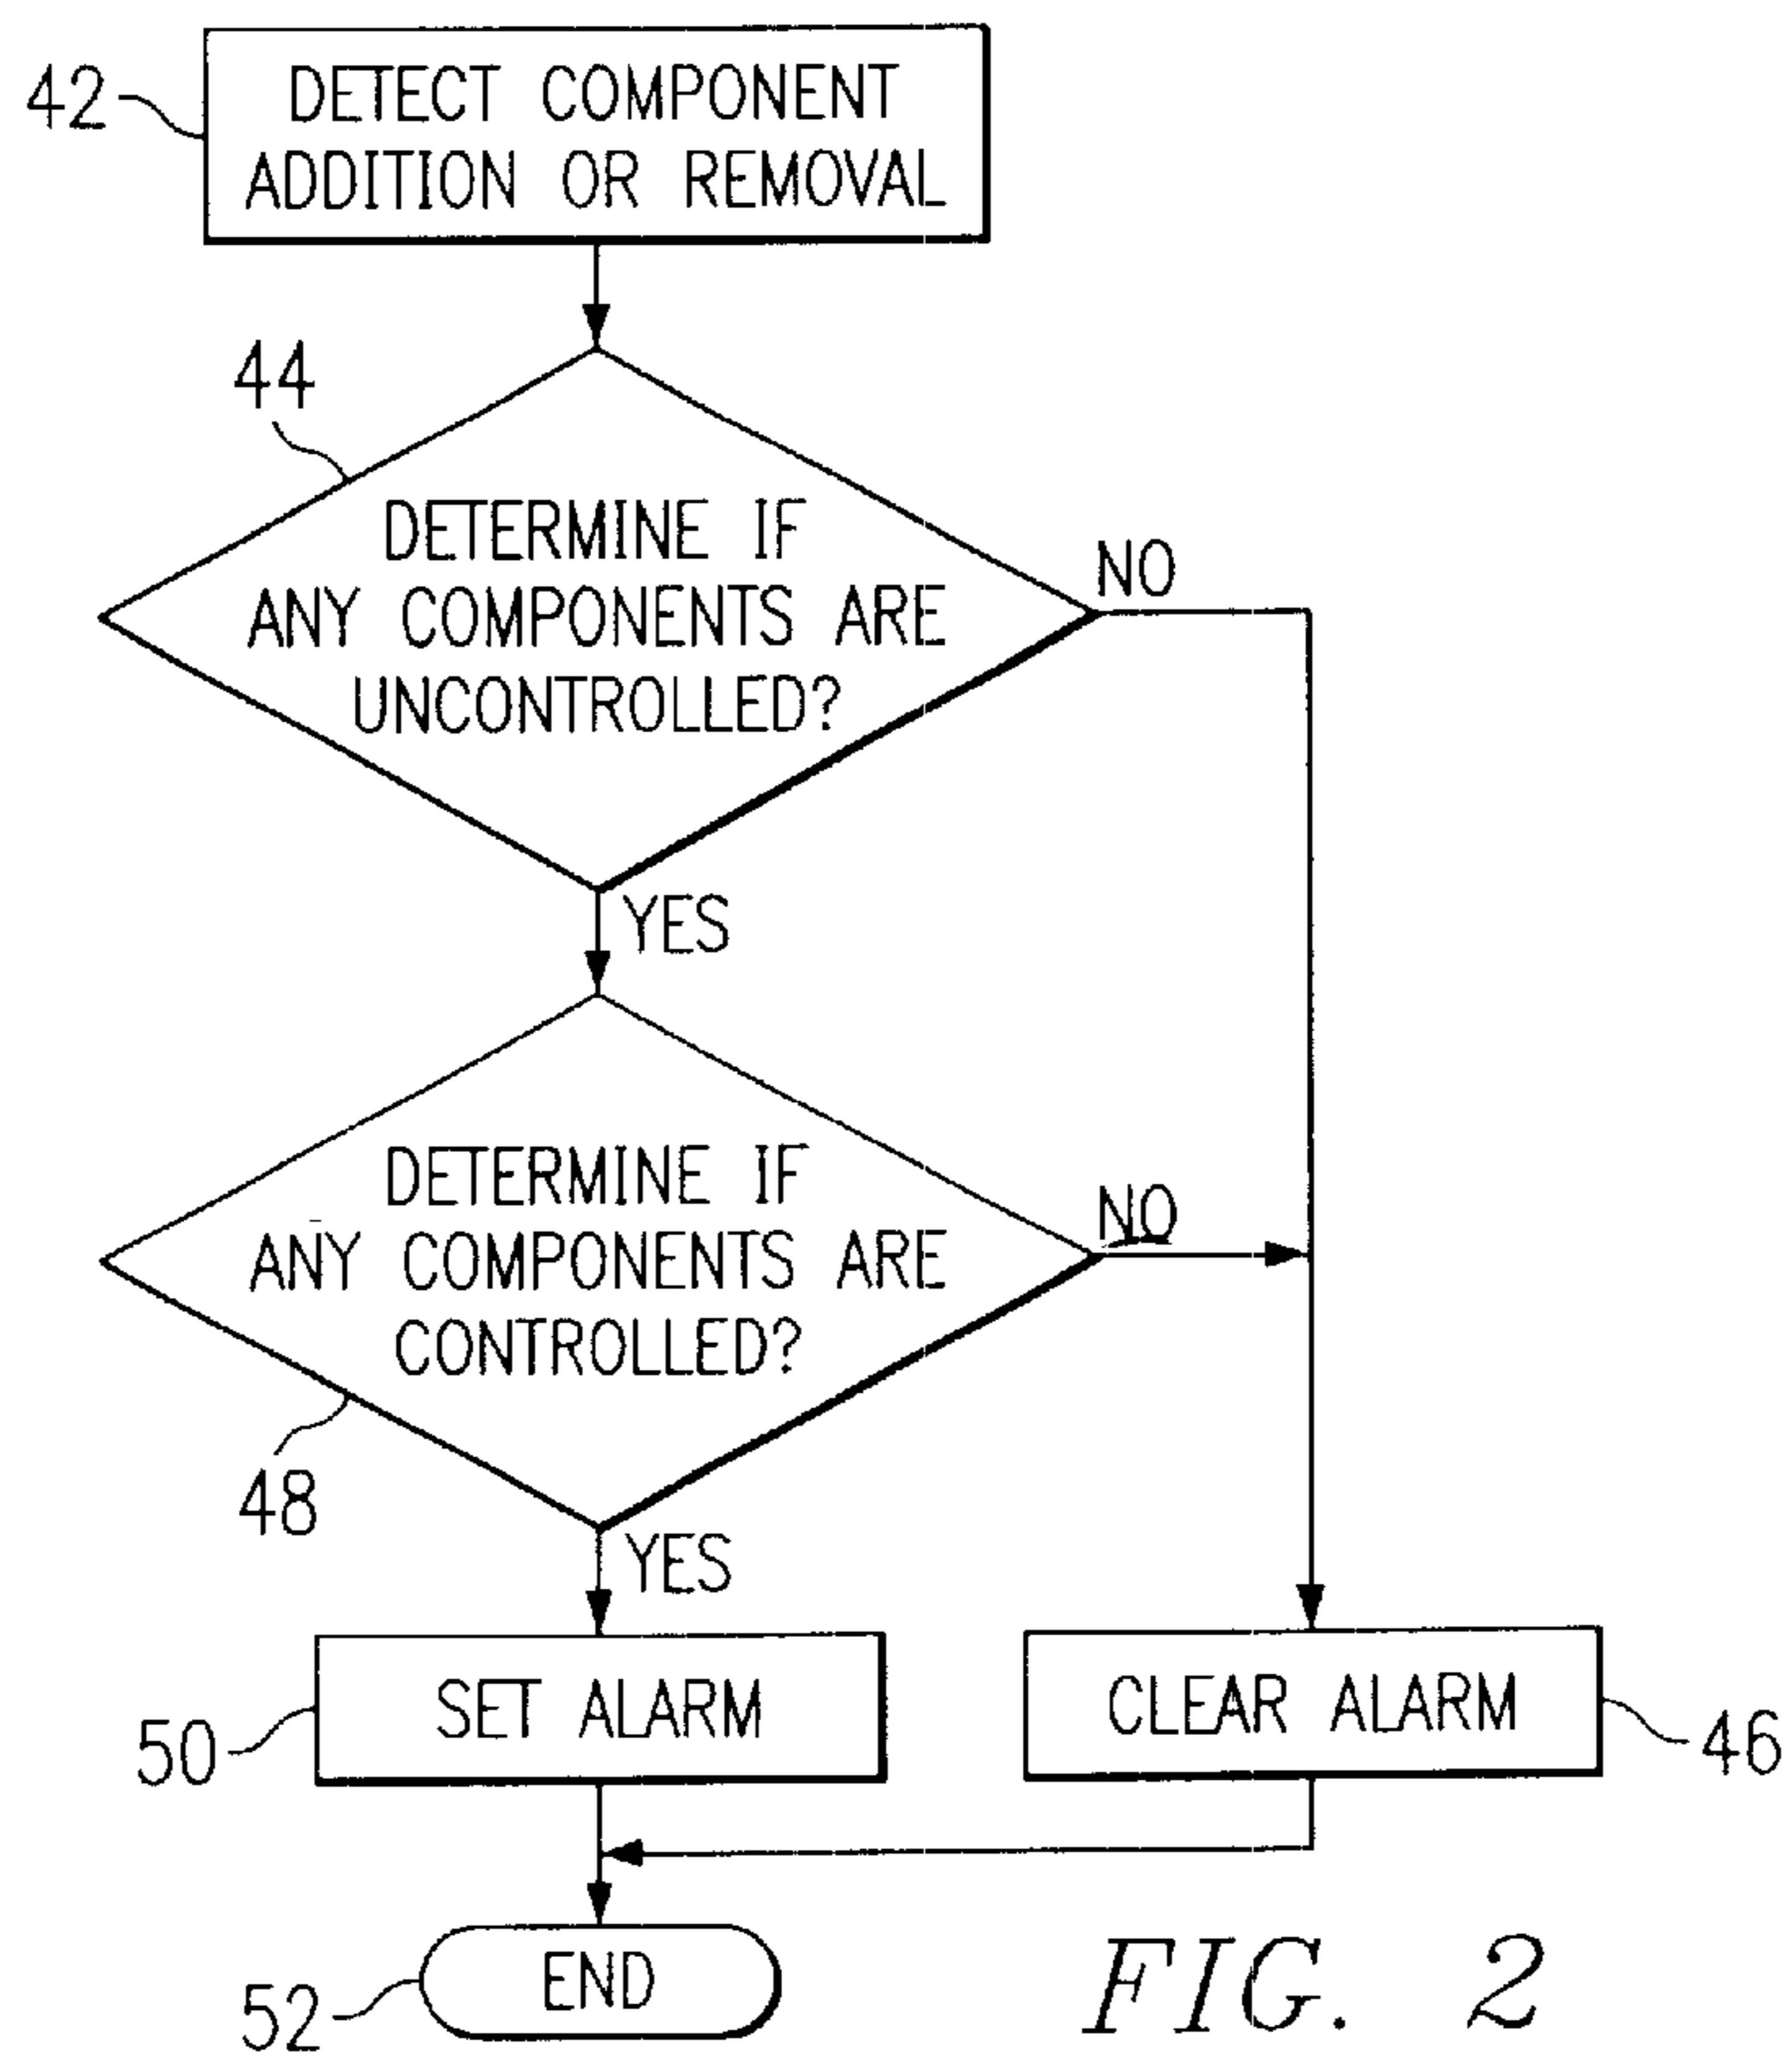 42
DETECT COMPONENT
ADDITION OR REMOVAL
44
DETERMINE IF
ANY COMPONENTS ARE
UNCONTROLLED?
NO
YES
DETERMINE IF
ANY COMPONENTS ARE
CONTROLLED?
NO
48
YES
SET ALARM
50
CLEAR ALARM
46
END
52
FIG. 2